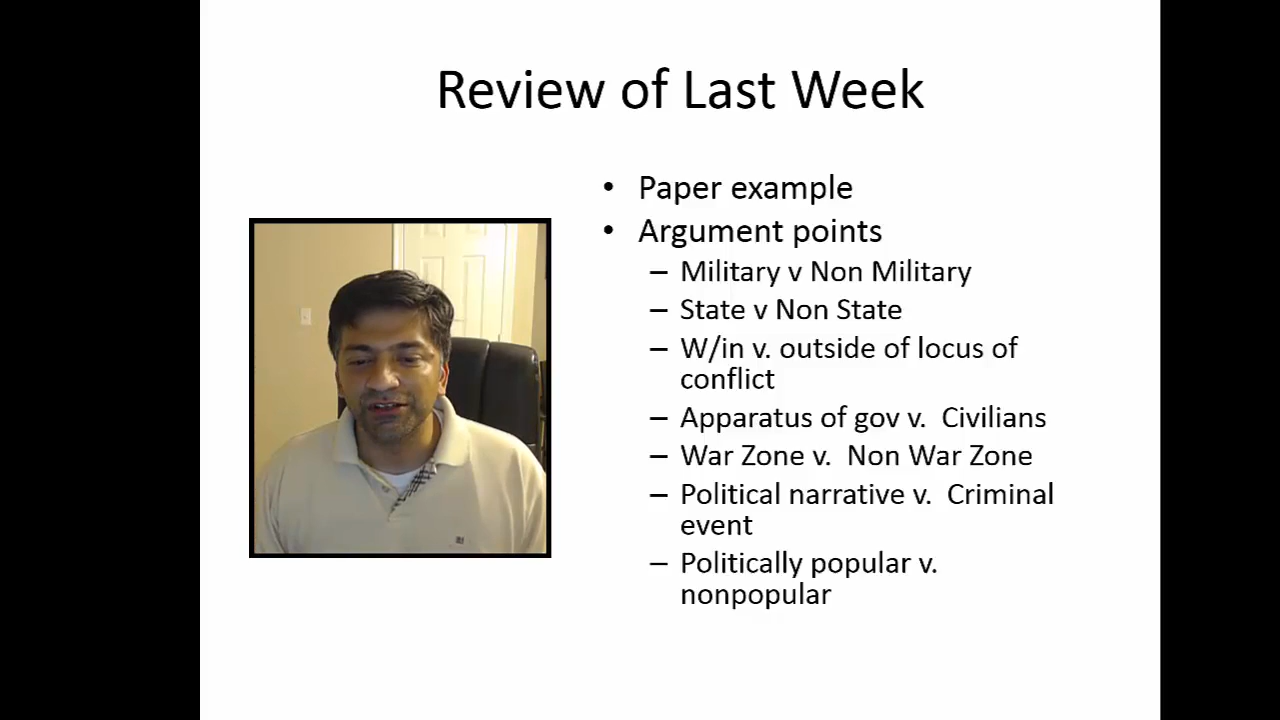 Review of Last Week
• Paper example
• Argument points
– Military v Non Military
– State v Non State
– W/in v. outside of locus of
conflict
– Apparatus of gov v.  Civilians
– War Zone v.  Non War Zone
– Political narrative v.  Criminal
event
– Politically popular v.
nonpopular